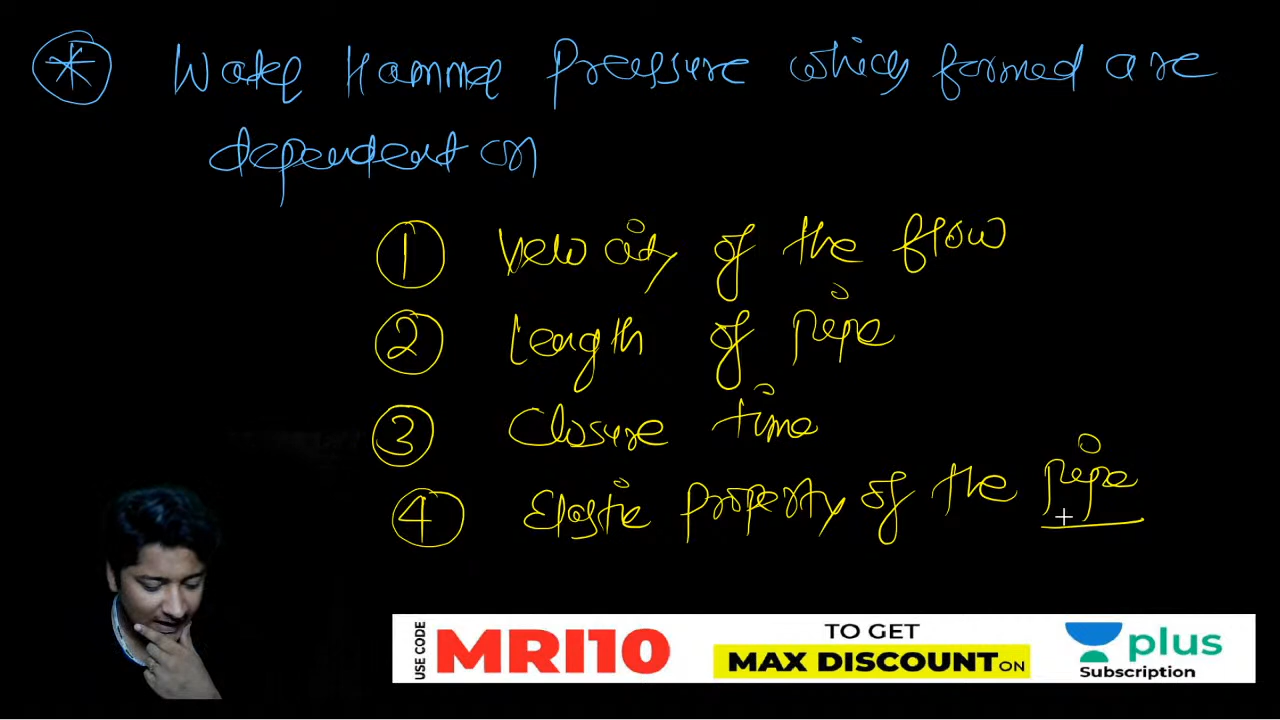 * Water Hammer Pressure which formed are
dependent on
1 Velocity of the flow
2 Length of pipe
3 Closure time
4 Elastic property of the pipe
USE CODE MRI10 TO GET MAX DISCOUNT ON plus Subscription